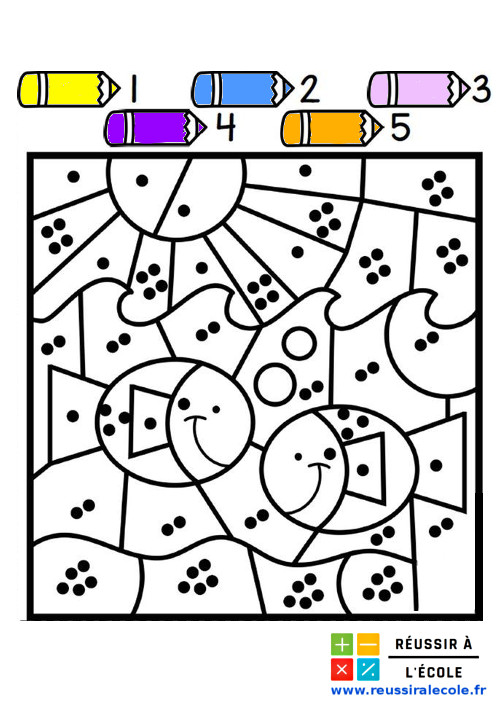 1 2 3
4 5
RÉUSSIR À
L'ÉCOLE
www.reussiralecole.fr